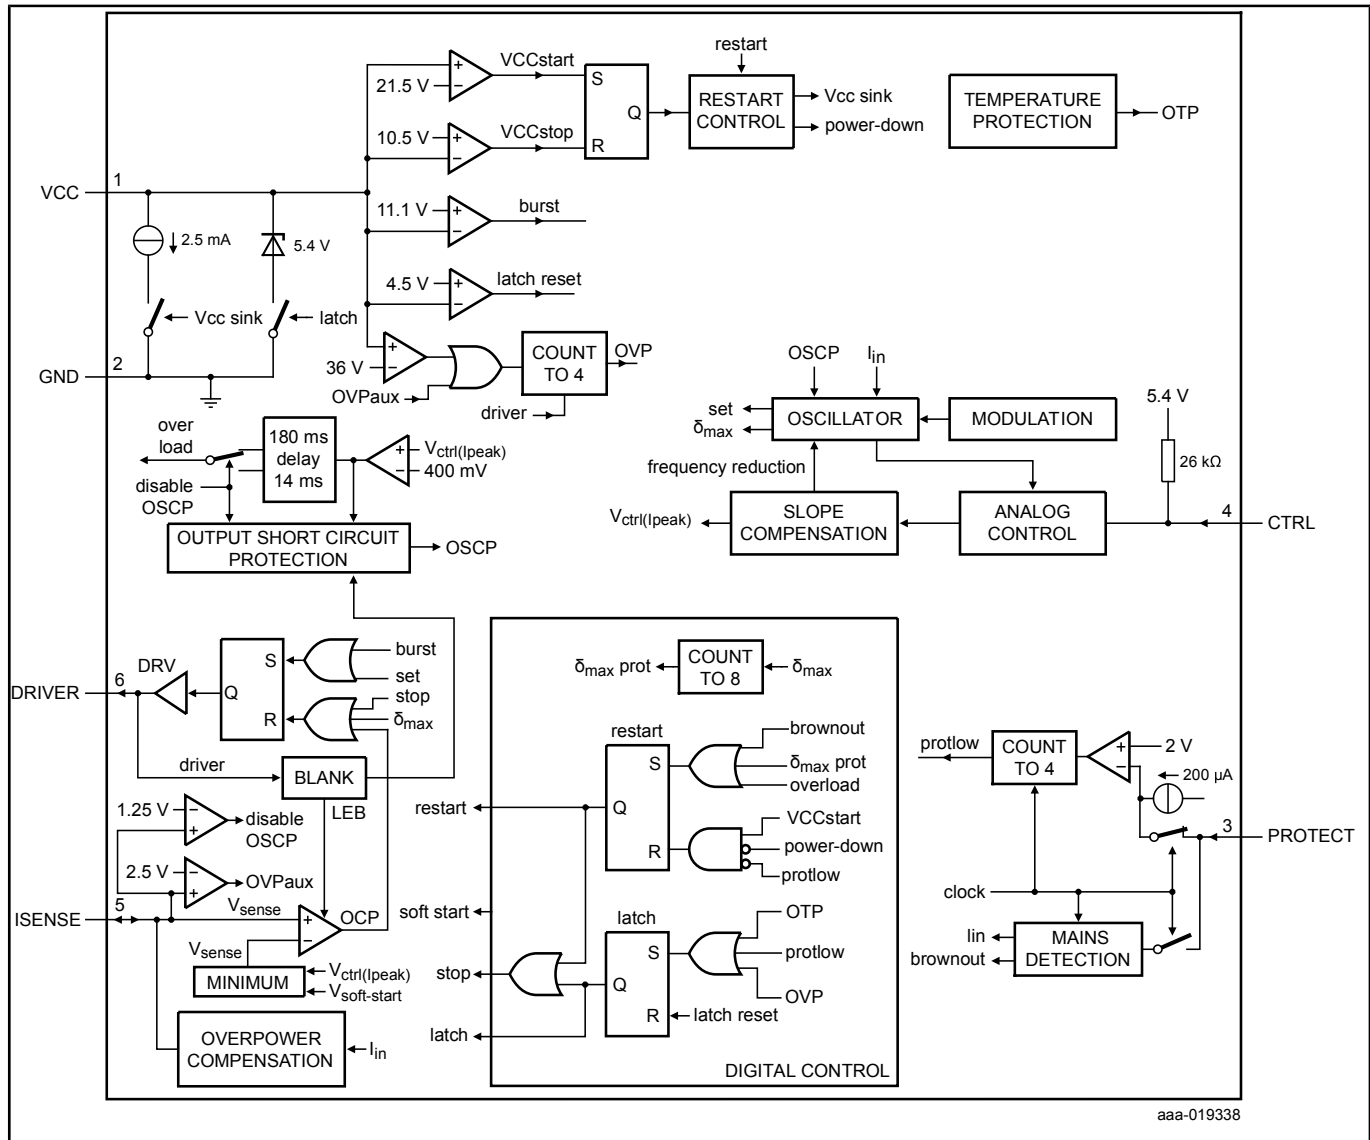 restart
VCCstart
21.5 V
S
Q
R
RESTART
CONTROL
Vcc sink
power-down
TEMPERATURE
PROTECTION
OTP
10.5 V
VCCstop
VCC
1
11.1 V
burst
2.5 mA
5.4 V
4.5 V
latch reset
Vcc sink
latch
GND
2
36 V
OVPaux
COUNT
TO 4
OVP
driver
OSCP
Iin
set
δmax
OSCILLATOR
MODULATION
5.4 V
26 kΩ
frequency reduction
Vctrl(Ipeak)
SLOPE
COMPENSATION
ANALOG
CONTROL
4
CTRL
over
load
180 ms
delay
14 ms
Vctrl(Ipeak)
400 mV
disable
OSCP
OUTPUT SHORT CIRCUIT
PROTECTION
OSCP
DRIVER
6
DRV
Q
S
R
burst
set
stop
δmax
driver
BLANK
LEB
1.25 V
disable
OSCP
2.5 V
OVPaux
ISENSE
5
Vsense
OCP
Vsense
MINIMUM
Vctrl(Ipeak)
Vsoft-start
OVERPOWER
COMPENSATION
Iin
δmax prot
COUNT
TO 8
δmax
restart
S
Q
R
brownout
δmax prot
overload
VCCstart
power-down
protlow
restart
soft start
stop
latch
latch
S
Q
R
OTP
protlow
OVP
latch reset
DIGITAL CONTROL
protlow
COUNT
TO 4
2 V
200 µA
3
PROTECT
clock
Iin
brownout
MAINS
DETECTION
aaa-019338